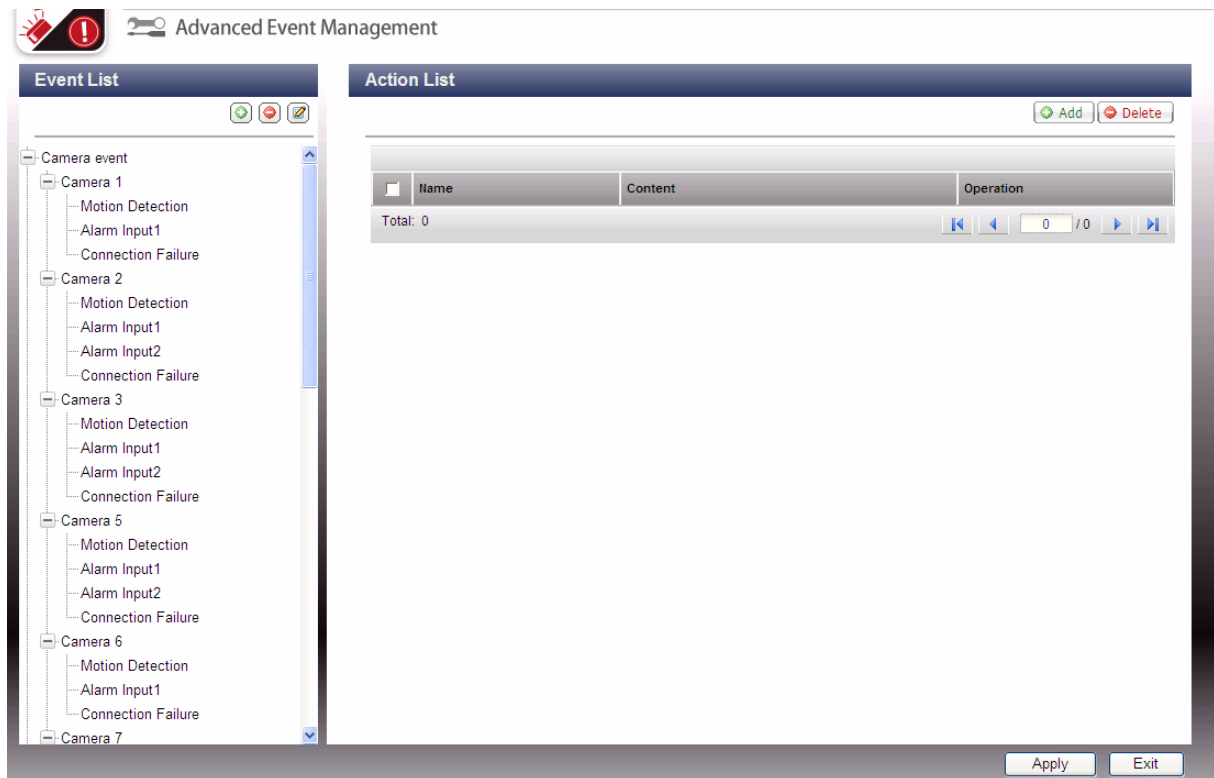 Advanced Event Management
Event List
Camera event
Camera 1
Motion Detection
Alarm Input1
Connection Failure
Camera 2
Motion Detection
Alarm Input1
Alarm Input2
Connection Failure
Camera 3
Motion Detection
Alarm Input1
Alarm Input2
Connection Failure
Camera 5
Motion Detection
Alarm Input1
Alarm Input2
Connection Failure
Camera 6
Motion Detection
Alarm Input1
Connection Failure
Camera 7
Action List
Add Delete
Name Content Operation
Total: 0 0 / 0
Apply Exit